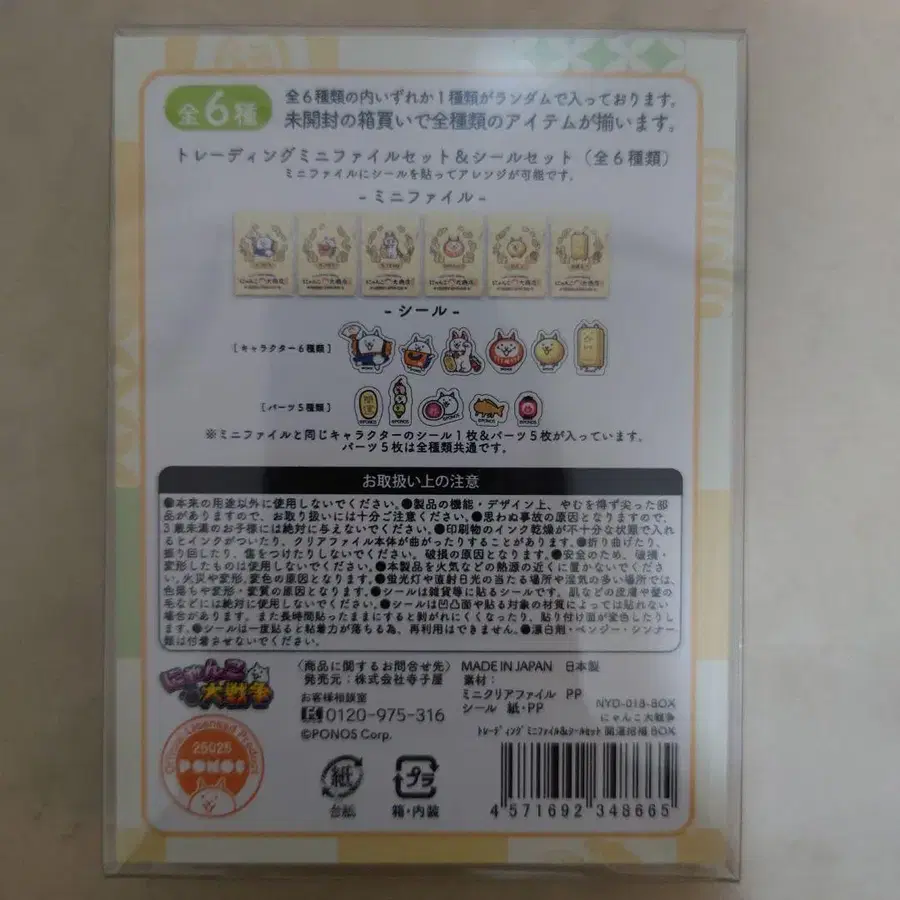 全6種
全6種類の内いずれか1種類がランダムで入っております。
未開封の箱買いで全種類のアイテムが揃います。
トレーディングミニファイルセット&シールセット(全6種類)
ミニファイルにシールを貼ってアレンジが可能です。
- ミニファイル -
- シール -
[キャラクター6種類]
[パーツ5種類]
※ミニファイルと同じキャラクターのシール1枚&パーツ5枚が入っています。
パーツ5枚は全種類共通です。
お取扱い上の注意
●本来の用途以外に使用しないでください。●製品の機能・デザイン上、やむを得ず尖った部
品がありますので、お取り扱いには十分ご注意ください。●思わぬ事故の原因となりますので、
3歳未満のお子様には絶対に与えないでください。●印刷物のインク乾燥が不十分な状態で入れ
るとインクがついたり、クリアファイル本体が曲がったりすることがあります。●折り曲げたり、
振り回したり、傷をつけたりしないでください。破損の原因となります。●安全のため、破損・
変形したものは使用しないでください。●本製品を火気などの熱源の近くに置かないでくださ
い。火災や変形、変色の原因となります。●蛍光灯や直射日光の当たる場所や湿気の多い場所では、
色落ちや変形・変質の原因となります。●シールは雑貨等に貼るシールです。肌などの皮膚や髪の
毛などには絶対に使用しないでください。●シールは凹凸面や貼る対象の材質によっては貼れない
場合があります。また長時間貼ったままにすると剥がれにくくなったり、貼り付け面が変色したりし
ます。●シールは一度貼ると粘着力が落ちる為、再利用はできません。●漂白剤・ベンジン・シンナー
類は付着させないでください。
にゃんこ
大戦争
〈商品に関するお問合せ先〉
発売元:株式会社寺子屋
お客様相談室
0120-975-316
©PONOS Corp.
MADE IN JAPAN 日本製
素材:
ミニクリアファイル PP
シール 紙・PP
NYD-018-BOX
にゃんこ大戦争
トレーディングミニファイル&シールセット 開運招福 BOX
Licensed Product
25025
PONOS
紙
台紙
プラ
箱・内装
4 571692 348665